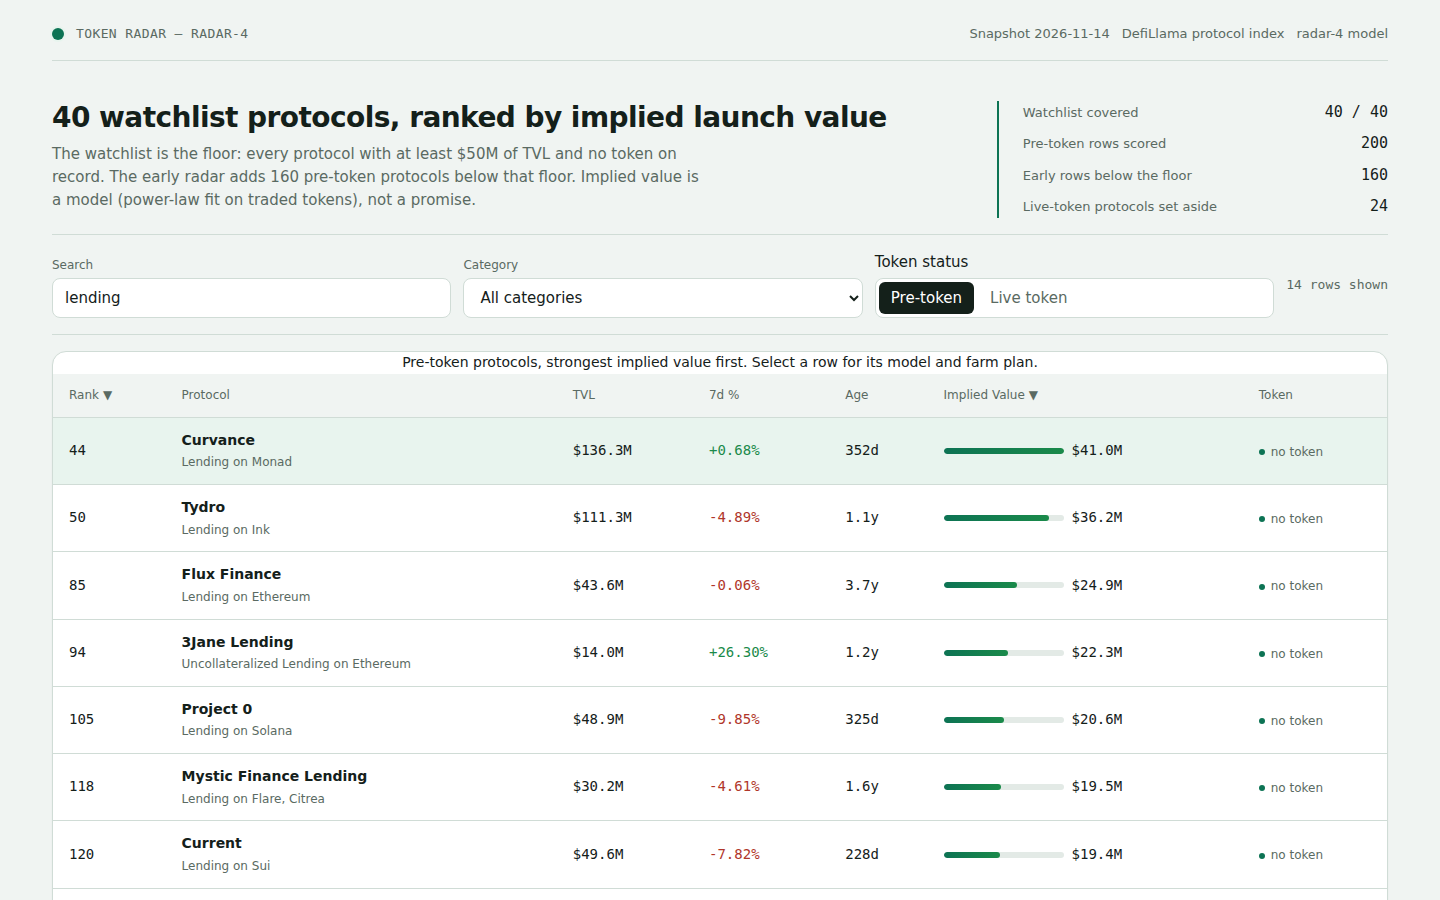 TOKEN RADAR — RADAR-4
Snapshot 2026-11-14 DefiLlama protocol index radar-4 model
40 watchlist protocols, ranked by implied launch value
The watchlist is the floor: every protocol with at least $50M of TVL and no token on
record. The early radar adds 160 pre-token protocols below that floor. Implied value is
a model (power-law fit on traded tokens), not a promise.
Watchlist covered 40 / 40
Pre-token rows scored 200
Early rows below the floor 160
Live-token protocols set aside 24
Search
lending
Category
All categories
Token status
Pre-token Live token
14 rows shown
Pre-token protocols, strongest implied value first. Select a row for its model and farm plan.
Rank ▼ Protocol TVL 7d % Age Implied Value ▼ Token
44 Curvance $136.3M +0.68% 352d $41.0M no token
Lending on Monad
50 Tydro $111.3M -4.89% 1.1y $36.2M no token
Lending on Ink
85 Flux Finance $43.6M -0.06% 3.7y $24.9M no token
Lending on Ethereum
94 3Jane Lending $14.0M +26.30% 1.2y $22.3M no token
Uncollateralized Lending on Ethereum
105 Project 0 $48.9M -9.85% 325d $20.6M no token
Lending on Solana
118 Mystic Finance Lending $30.2M -4.61% 1.6y $19.5M no token
Lending on Flare, Citrea
120 Current $49.6M -7.82% 228d $19.4M no token
Lending on Sui